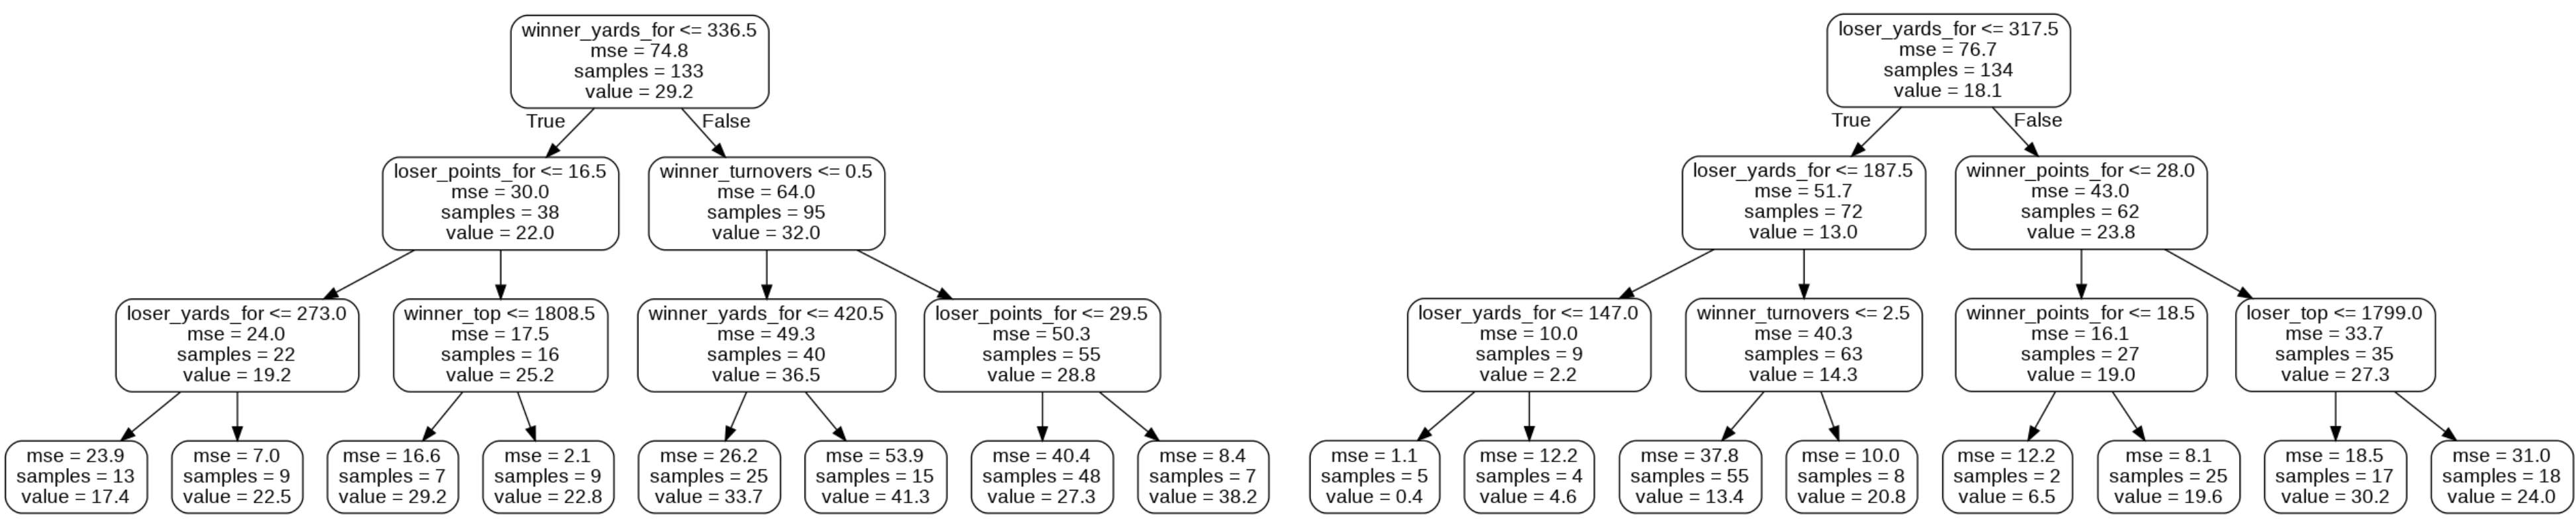 winner_yards_for <= 336.5
mse = 74.8
samples = 133
value = 29.2
True
False
loser_points_for <= 16.5
mse = 30.0
samples = 38
value = 22.0
winner_turnovers <= 0.5
mse = 64.0
samples = 95
value = 32.0
loser_yards_for <= 273.0
mse = 24.0
samples = 22
value = 19.2
winner_top <= 1808.5
mse = 17.5
samples = 16
value = 25.2
winner_yards_for <= 420.5
mse = 49.3
samples = 40
value = 36.5
loser_points_for <= 29.5
mse = 50.3
samples = 55
value = 28.8
mse = 23.9
samples = 13
value = 17.4
mse = 7.0
samples = 9
value = 22.5
mse = 16.6
samples = 7
value = 29.2
mse = 2.1
samples = 9
value = 22.8
mse = 26.2
samples = 25
value = 33.7
mse = 53.9
samples = 15
value = 41.3
mse = 40.4
samples = 48
value = 27.3
mse = 8.4
samples = 7
value = 38.2
loser_yards_for <= 317.5
mse = 76.7
samples = 134
value = 18.1
True
False
loser_yards_for <= 187.5
mse = 51.7
samples = 72
value = 13.0
winner_points_for <= 28.0
mse = 43.0
samples = 62
value = 23.8
loser_yards_for <= 147.0
mse = 10.0
samples = 9
value = 2.2
winner_turnovers <= 2.5
mse = 40.3
samples = 63
value = 14.3
winner_points_for <= 18.5
mse = 16.1
samples = 27
value = 19.0
loser_top <= 1799.0
mse = 33.7
samples = 35
value = 27.3
mse = 1.1
samples = 5
value = 0.4
mse = 12.2
samples = 4
value = 4.6
mse = 37.8
samples = 55
value = 13.4
mse = 10.0
samples = 8
value = 20.8
mse = 12.2
samples = 2
value = 6.5
mse = 8.1
samples = 25
value = 19.6
mse = 18.5
samples = 17
value = 30.2
mse = 31.0
samples = 18
value = 24.0